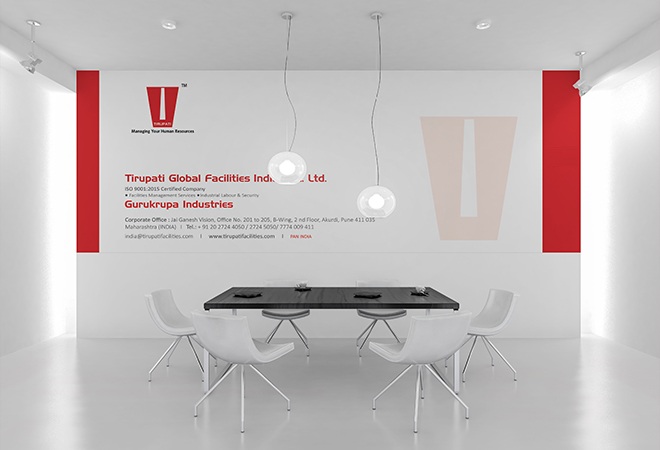 TM
TIRUPATI
Managing Your Human Resources
Tirupati Global Facilities Indi Ltd.
ISO 9001:2015 Certified Company
• Facilities Management Services • Industrial Labour & Security
Gurukrupa Industries
Corporate Office : Jai Ganesh Vision, Office No. 201 to 205, B-Wing, 2 nd Floor, Akurdi, Pune 411 035
Maharashtra (INDIA) I Tel.: + 91 20 2724 4050 / 2724 5050/ 7774 009 411
india@tirupatifacilities.com I www.tirupatifacilities.com I PAN INDIA